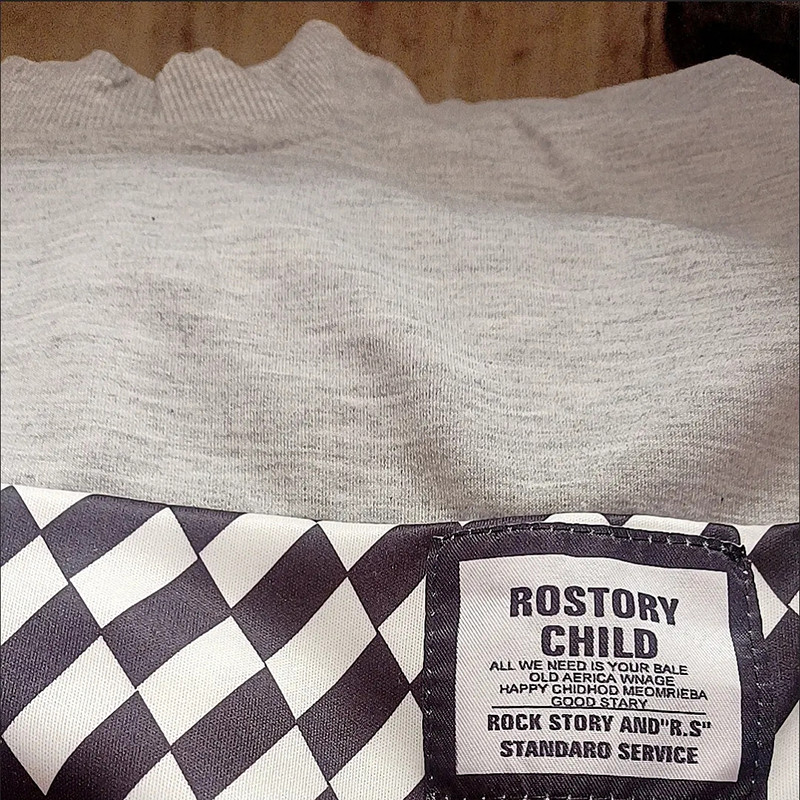 ROSTORY
CHILD
ALL WE NEED IS YOUR BALE
OLD AERICA WNAGE
HAPPY CHIDHOD MEOMRIEBA
GOOD STARY
ROCK STORY AND"R.S"
STANDARO SERVICE